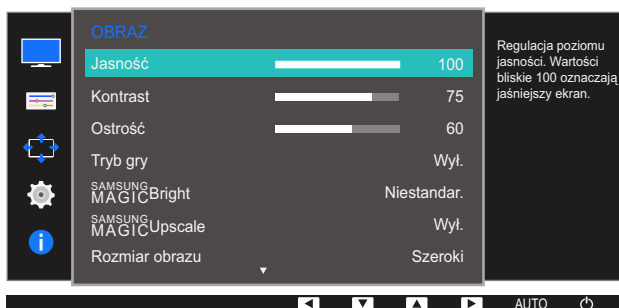 OBRAZ
Jasność 100
Kontrast 75
Ostrość 60
Tryb gry Wył.
SAMSUNG MAGIC Bright Niestandar.
SAMSUNG MAGIC Upscale Wył.
Rozmiar obrazu Szeroki
Regulacja poziomu
jasności. Wartości
bliskie 100 oznaczają
jaśniejszy ekran.
AUTO